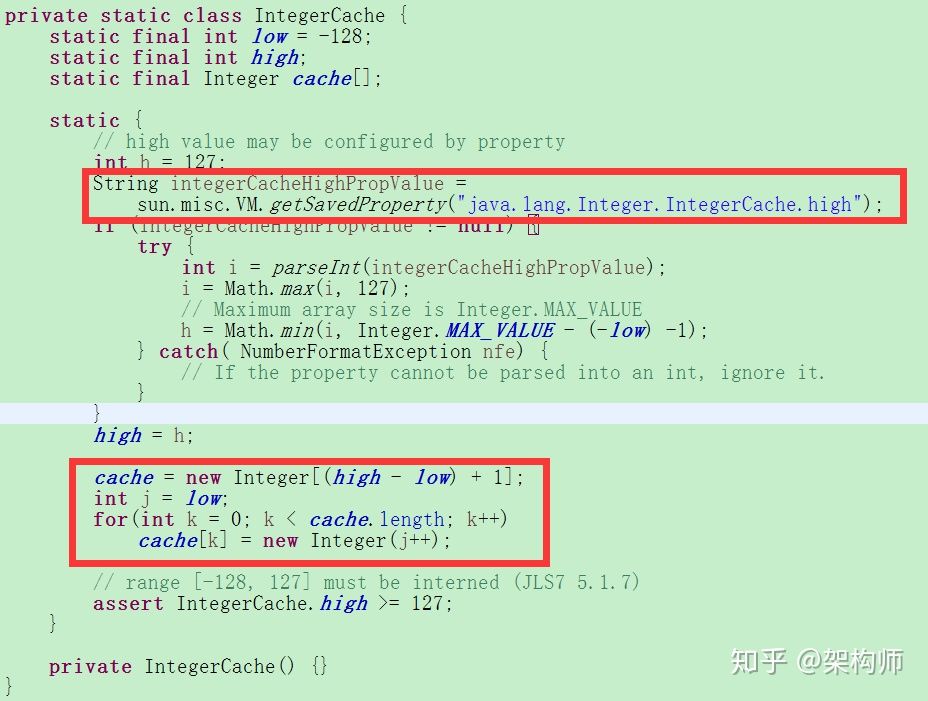 private static class IntegerCache {
    static final int low = -128;
    static final int high;
    static final Integer cache[];

    static {
        // high value may be configured by property
        int h = 127;
        String integerCacheHighPropValue =
            sun.misc.VM.getSavedProperty("java.lang.Integer.IntegerCache.high");
        if (integerCacheHighPropValue != null) {
            try {
                int i = parseInt(integerCacheHighPropValue);
                i = Math.max(i, 127);
                // Maximum array size is Integer.MAX_VALUE
                h = Math.min(i, Integer.MAX_VALUE - (-low) -1);
            } catch( NumberFormatException nfe) {
                // If the property cannot be parsed into an int, ignore it.
            }
        }
        high = h;

        cache = new Integer[(high - low) + 1];
        int j = low;
        for(int k = 0; k < cache.length; k++)
            cache[k] = new Integer(j++);

        // range [-128, 127] must be interned (JLS7 5.1.7)
        assert IntegerCache.high >= 127;
    }

    private IntegerCache() {}
}
知乎 @架构师